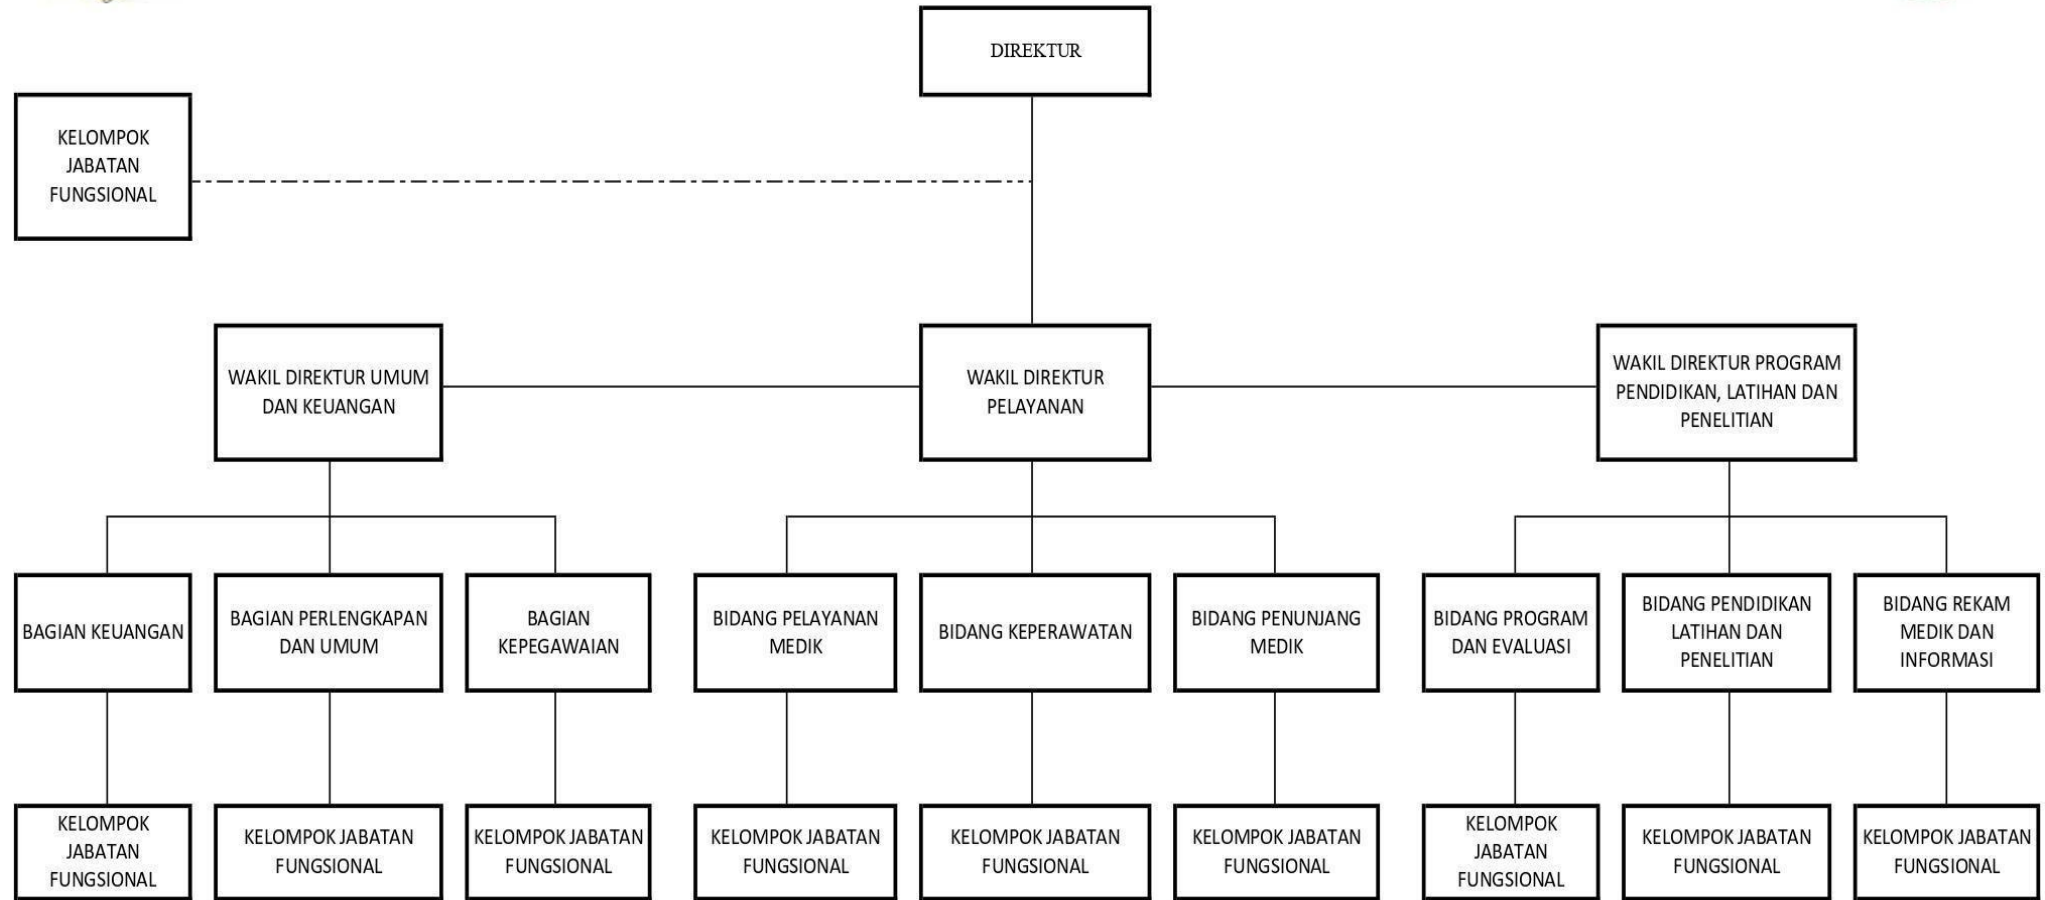 DIREKTUR
KELOMPOK
JABATAN
FUNGSIONAL
WAKIL DIREKTUR UMUM
DAN KEUANGAN
WAKIL DIREKTUR
PELAYANAN
WAKIL DIREKTUR PROGRAM
PENDIDIKAN, LATIHAN DAN
PENELITIAN
BAGIAN KEUANGAN
BAGIAN PERLENGKAPAN
DAN UMUM
BAGIAN
KEPEGAWAIAN
BIDANG PELAYANAN
MEDIK
BIDANG KEPERAWATAN
BIDANG PENUNJANG
MEDIK
BIDANG PROGRAM
DAN EVALUASI
BIDANG PENDIDIKAN
LATIHAN DAN
PENELITIAN
BIDANG REKAM
MEDIK DAN
INFORMASI
KELOMPOK
JABATAN
FUNGSIONAL
KELOMPOK JABATAN
FUNGSIONAL
KELOMPOK JABATAN
FUNGSIONAL
KELOMPOK JABATAN
FUNGSIONAL
KELOMPOK JABATAN
FUNGSIONAL
KELOMPOK JABATAN
FUNGSIONAL
KELOMPOK
JABATAN
FUNGSIONAL
KELOMPOK JABATAN
FUNGSIONAL
KELOMPOK JABATAN
FUNGSIONAL